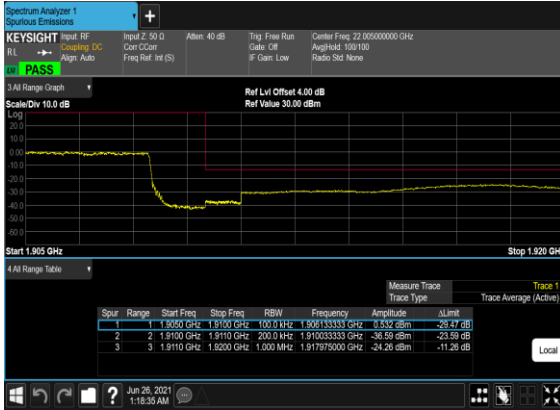 Spectrum Analyzer 1
Spurious Emissions
KEYSIGHT Input: RF Input Z: 50 Ω Atten: 40 dB Trig: Free Run Center Freq: 22.005000000 GHz
RL Coupling: DC Corr CCorr Gate: Off Avg|Hold: 100/100
Align: Auto Freq Ref: Int (S) IF Gain: Low Radio Std: None
PASS
3 All Range Graph
Ref Lvl Offset 4.00 dB
Scale/Div 10.0 dB Ref Value 30.00 dBm
Log
20.0
10.0
0.00
-10.0
-20.0
-30.0
-40.0
-50.0
-60.0
Start 1.905 GHz Stop 1.920 GH
4 All Range Table
Measure Trace Trace 1
Trace Type Trace Average (Active)
Spur Range Start Freq Stop Freq RBW Frequency Amplitude ΔLimit
1 1 1.9050 GHz 1.9100 GHz 100.0 kHz 1.906133333 GHz 0.532 dBm -29.47 dB
2 2 1.9100 GHz 1.9110 GHz 200.0 kHz 1.910033333 GHz -36.59 dBm -23.59 dB
3 3 1.9110 GHz 1.9200 GHz 1.000 MHz 1.917975000 GHz -24.26 dBm -11.26 dB
Local
Jun 26, 2021
1:18:35 AM